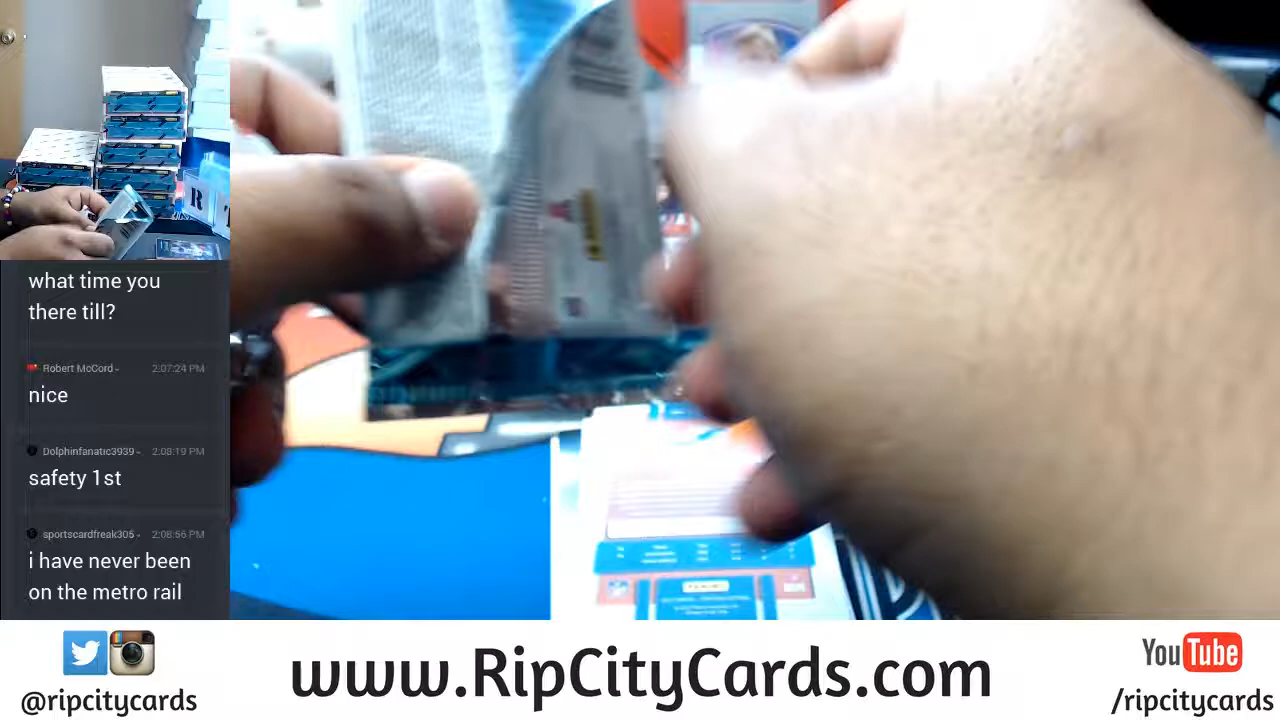 what time you
there till?
Robert McCord
2:07:24 PM
nice
Dolphinfanatic3939
2:08:19 PM
safety 1st
sportscardfreak305
2:08:56 PM
i have never been
on the metro rail
R
PANINI
@ripcitycards
www.RipCityCards.com
YouTube
/ripcitycards